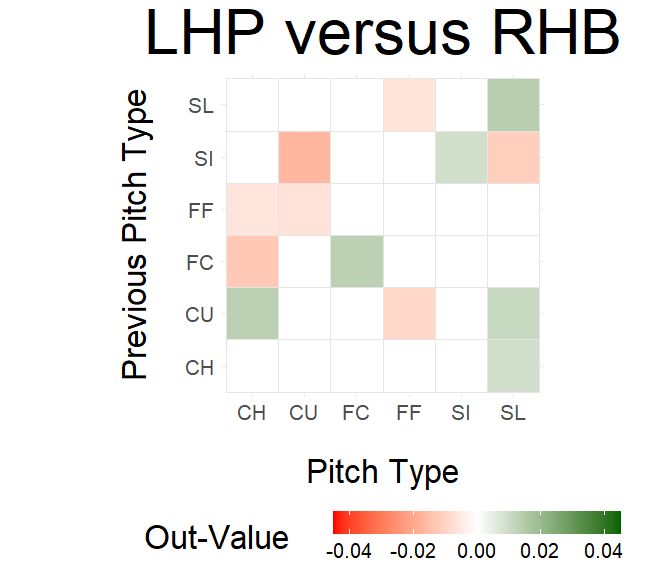 LHP versus RHB
Previous Pitch Type
SL
SI
FF
FC
CU
CH
CH CU FC FF SI SL
Pitch Type
Out-Value
-0.04 -0.02 0.00 0.02 0.04